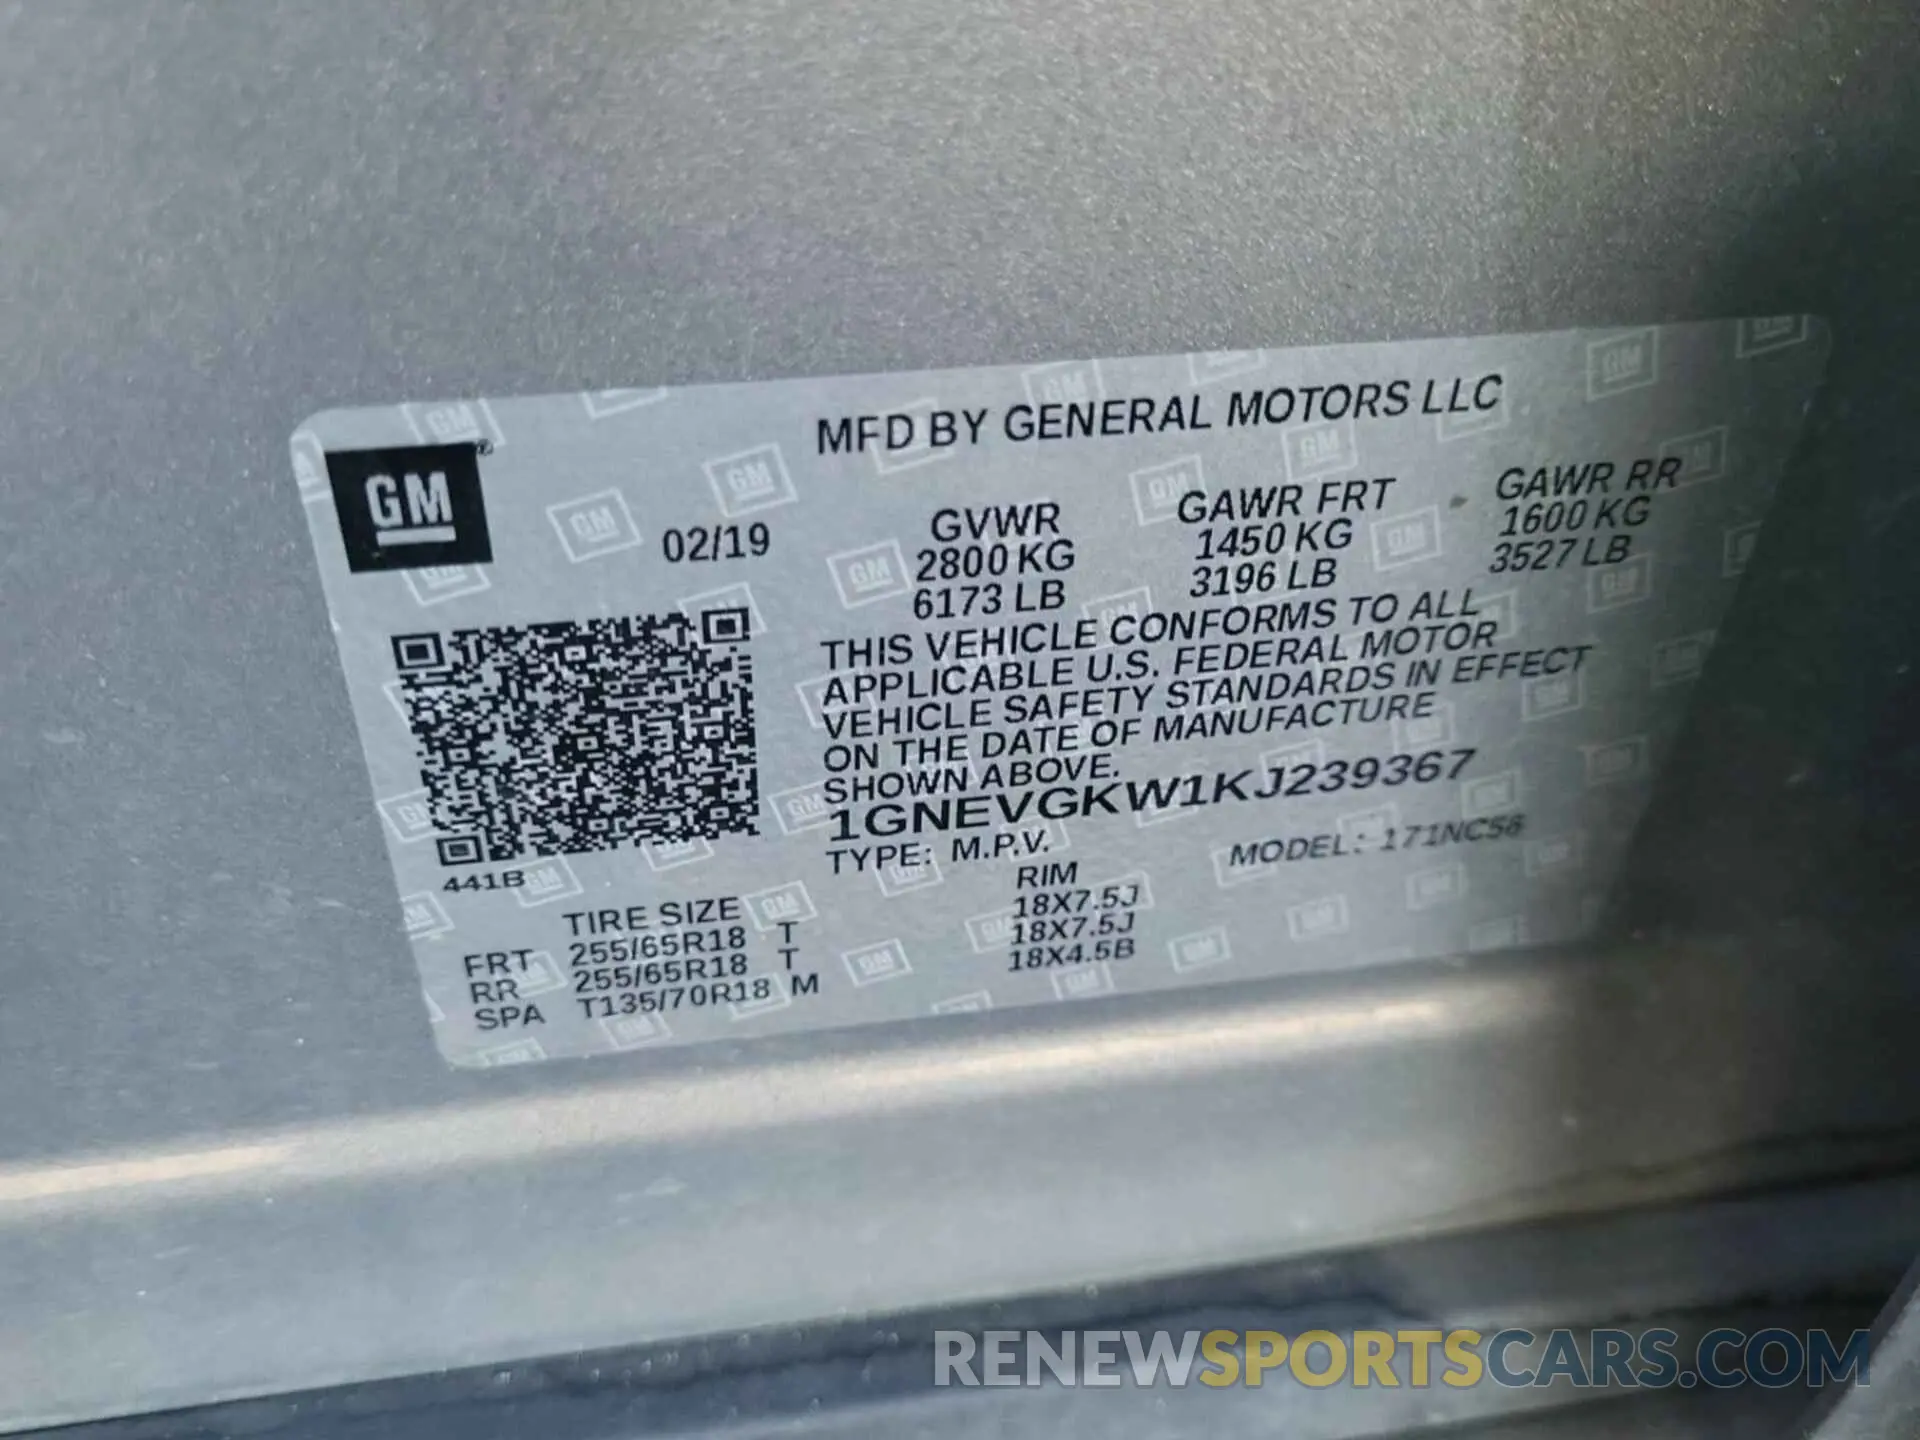 MFD BY GENERAL MOTORS LLC
GM®
02/19
GVWR GAWR FRT GAWR RR
2800 KG 1450 KG 1600 KG
6173 LB 3196 LB 3527 LB
THIS VEHICLE CONFORMS TO ALL
APPLICABLE U.S. FEDERAL MOTOR
VEHICLE SAFETY STANDARDS IN EFFECT
ON THE DATE OF MANUFACTURE
SHOWN ABOVE.
1GNEVGKW1KJ239367
TYPE: M.P.V. MODEL: 171NC56
441B
TIRE SIZE RIM
FRT 255/65R18 T 18X7.5J
RR 255/65R18 T 18X7.5J
SPA T135/70R18 M 18X4.5B
RENEWSPORTSCARS.COM